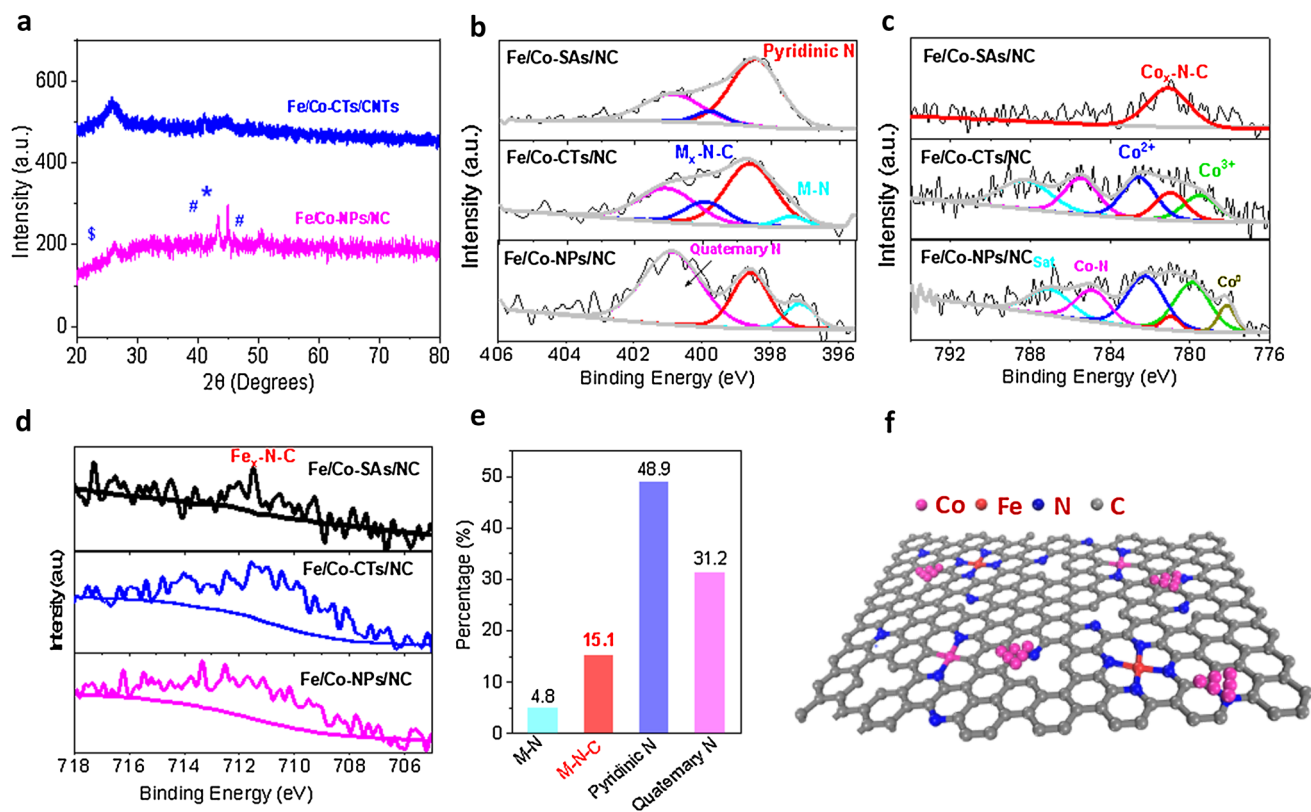 a
600
400
200
0
Intensity (a.u.)
Fe/Co-CTs/CNTs
*
#
#
$
Fe/Co-NPs/NC
20 30 40 50 60 70 80
2θ (Degrees)
b
Fe/Co-SAs/NC
Pyridinic N
Fe/Co-CTs/NC
Mₓ-N-C
M-N
Fe/Co-NPs/NC
Quaternary N
Intensity (a.u.)
406 404 402 400 398 396
Binding Energy (eV)
c
Fe/Co-SAs/NC
Coₓ-N-C
Fe/Co-CTs/NC
Co²⁺
Co³⁺
Fe/Co-NPs/NC
Sat
Co-N
Co⁰
Intensity (a.u.)
792 788 784 780 776
Binding Energy (eV)
d
Feₓ-N-C
Fe/Co-SAs/NC
Fe/Co-CTs/NC
Fe/Co-NPs/NC
Intensity (a.u)
718 716 714 712 710 708 706
Binding Energy (eV)
e
Percentage (%)
50
40
30
20
10
0
4.8
15.1
48.9
31.2
M-N
M-N-C
Pyridinic N
Quaternary N
f
Co Fe N C